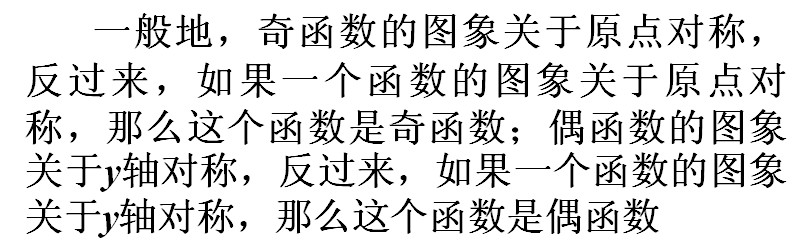 一般地，奇函数的图象关于原点对称，
反过来，如果一个函数的图象关于原点对
称，那么这个函数是奇函数；偶函数的图象
关于y轴对称，反过来，如果一个函数的图象
关于y轴对称，那么这个函数是偶函数